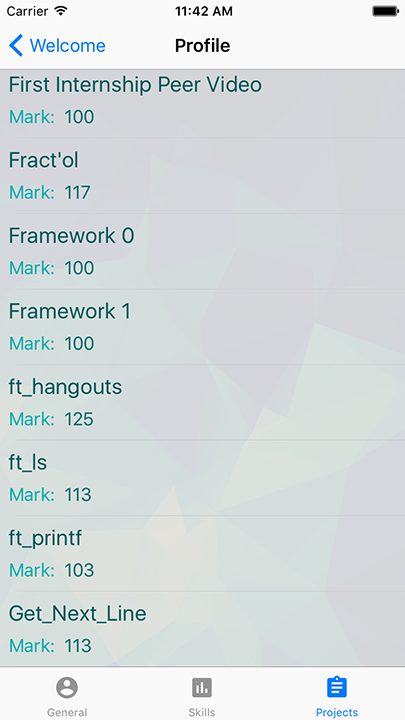 Carrier 11:42 AM
Welcome Profile
First Internship Peer Video
Mark: 100
Fract'ol
Mark: 117
Framework 0
Mark: 100
Framework 1
Mark: 100
ft_hangouts
Mark: 125
ft_ls
Mark: 113
ft_printf
Mark: 103
Get_Next_Line
Mark: 113
General Skills Projects